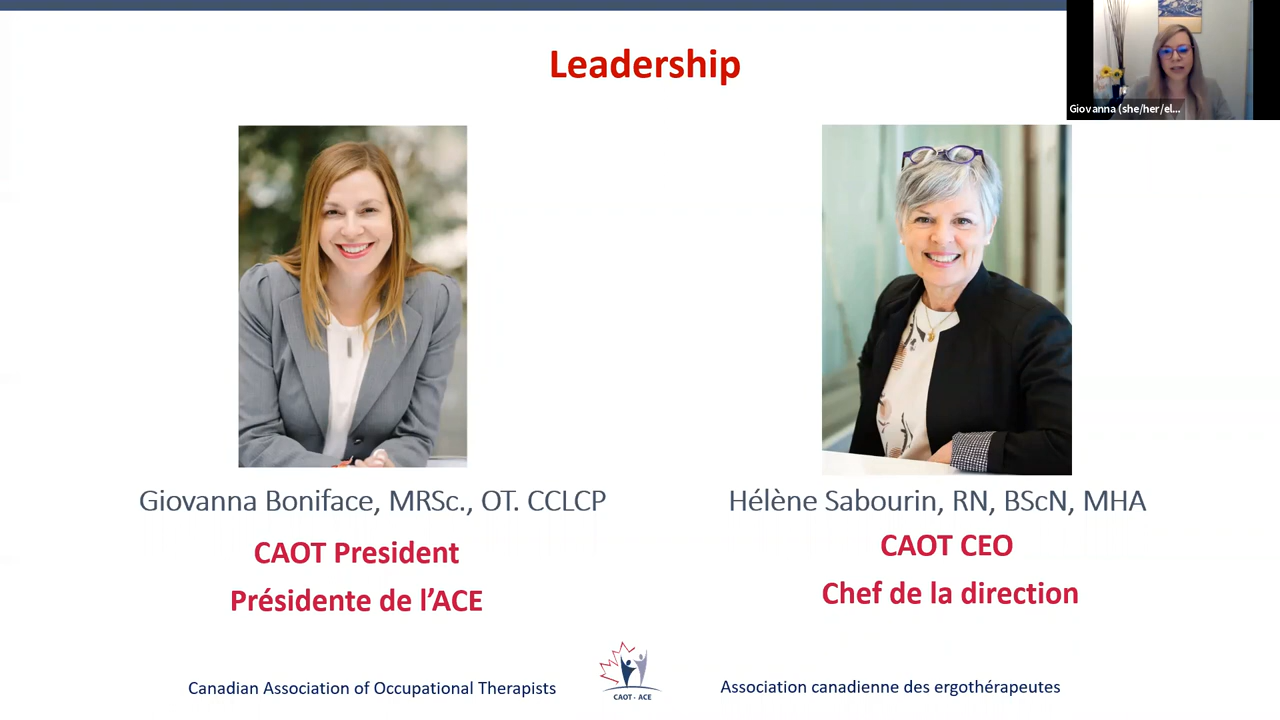 Leadership
Giovanna (she/her/el...
Giovanna Boniface, MRSc., OT. CCLCP
CAOT President
Présidente de l’ACE
Hélène Sabourin, RN, BScN, MHA
CAOT CEO
Chef de la direction
Canadian Association of Occupational Therapists
CAOT - ACE
Association canadienne des ergothérapeutes